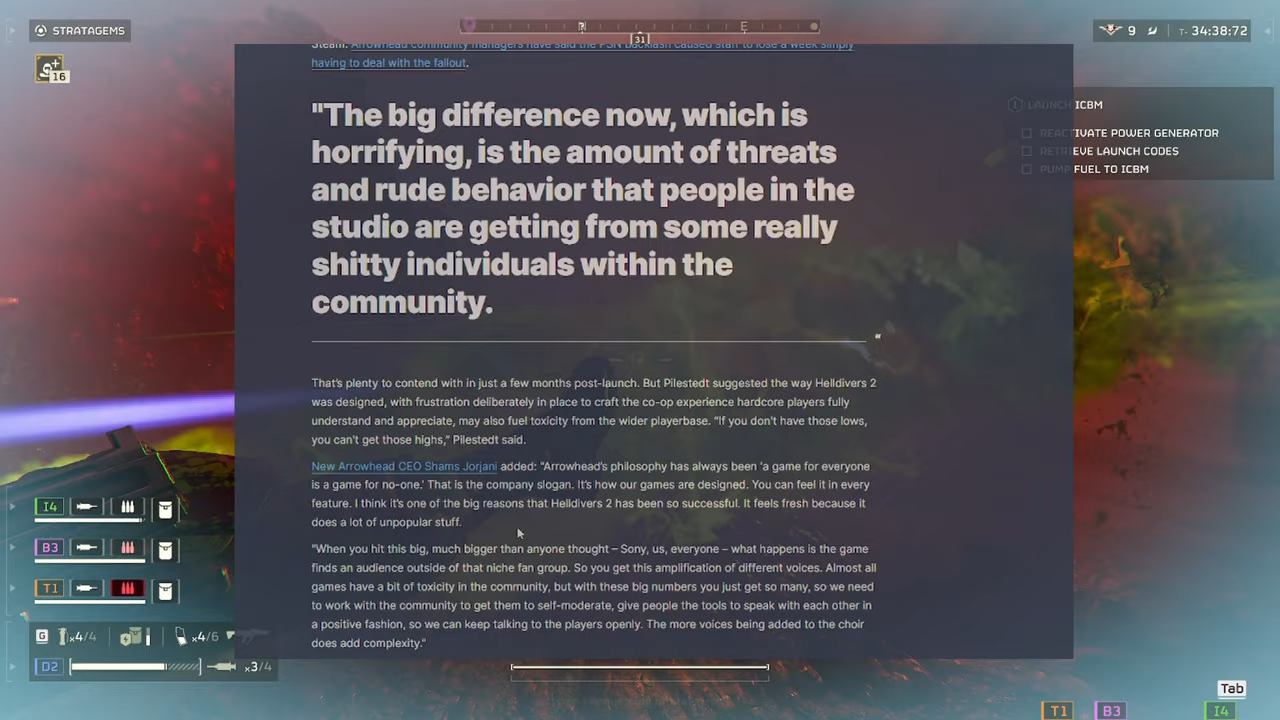 STRATAGEMS
16
E
31
9
T- 34:38:72
Steam. Arrowhead community managers have said the PSN backlash caused staff to lose a week simply
having to deal with the fallout.
"The big difference now, which is
horrifying, is the amount of threats
and rude behavior that people in the
studio are getting from some really
shitty individuals within the
community.
"
1 LAUNCH ICBM
REACTIVATE POWER GENERATOR
RETRIEVE LAUNCH CODES
PUMP FUEL TO ICBM
That's plenty to contend with in just a few months post-launch. But Pilestedt suggested the way Helldivers 2
was designed, with frustration deliberately in place to craft the co-op experience hardcore players fully
understand and appreciate, may also fuel toxicity from the wider playerbase. "If you don't have those lows,
you can't get those highs," Pilestedt said.
New Arrowhead CEO Shams Jorjani added: "Arrowhead's philosophy has always been 'a game for everyone
is a game for no-one.' That is the company slogan. It's how our games are designed. You can feel it in every
feature. I think it's one of the big reasons that Helldivers 2 has been so successful. It feels fresh because it
does a lot of unpopular stuff.
"When you hit this big, much bigger than anyone thought – Sony, us, everyone – what happens is the game
finds an audience outside of that niche fan group. So you get this amplification of different voices. Almost all
games have a bit of toxicity in the community, but with these big numbers you just get so many, so we need
to work with the community to get them to self-moderate, give people the tools to speak with each other in
a positive fashion, so we can keep talking to the players openly. The more voices being added to the choir
does add complexity."
I4
B3
T1
G x4/4 x4/6
D2 x3/4
Tab
T1 B3 I4